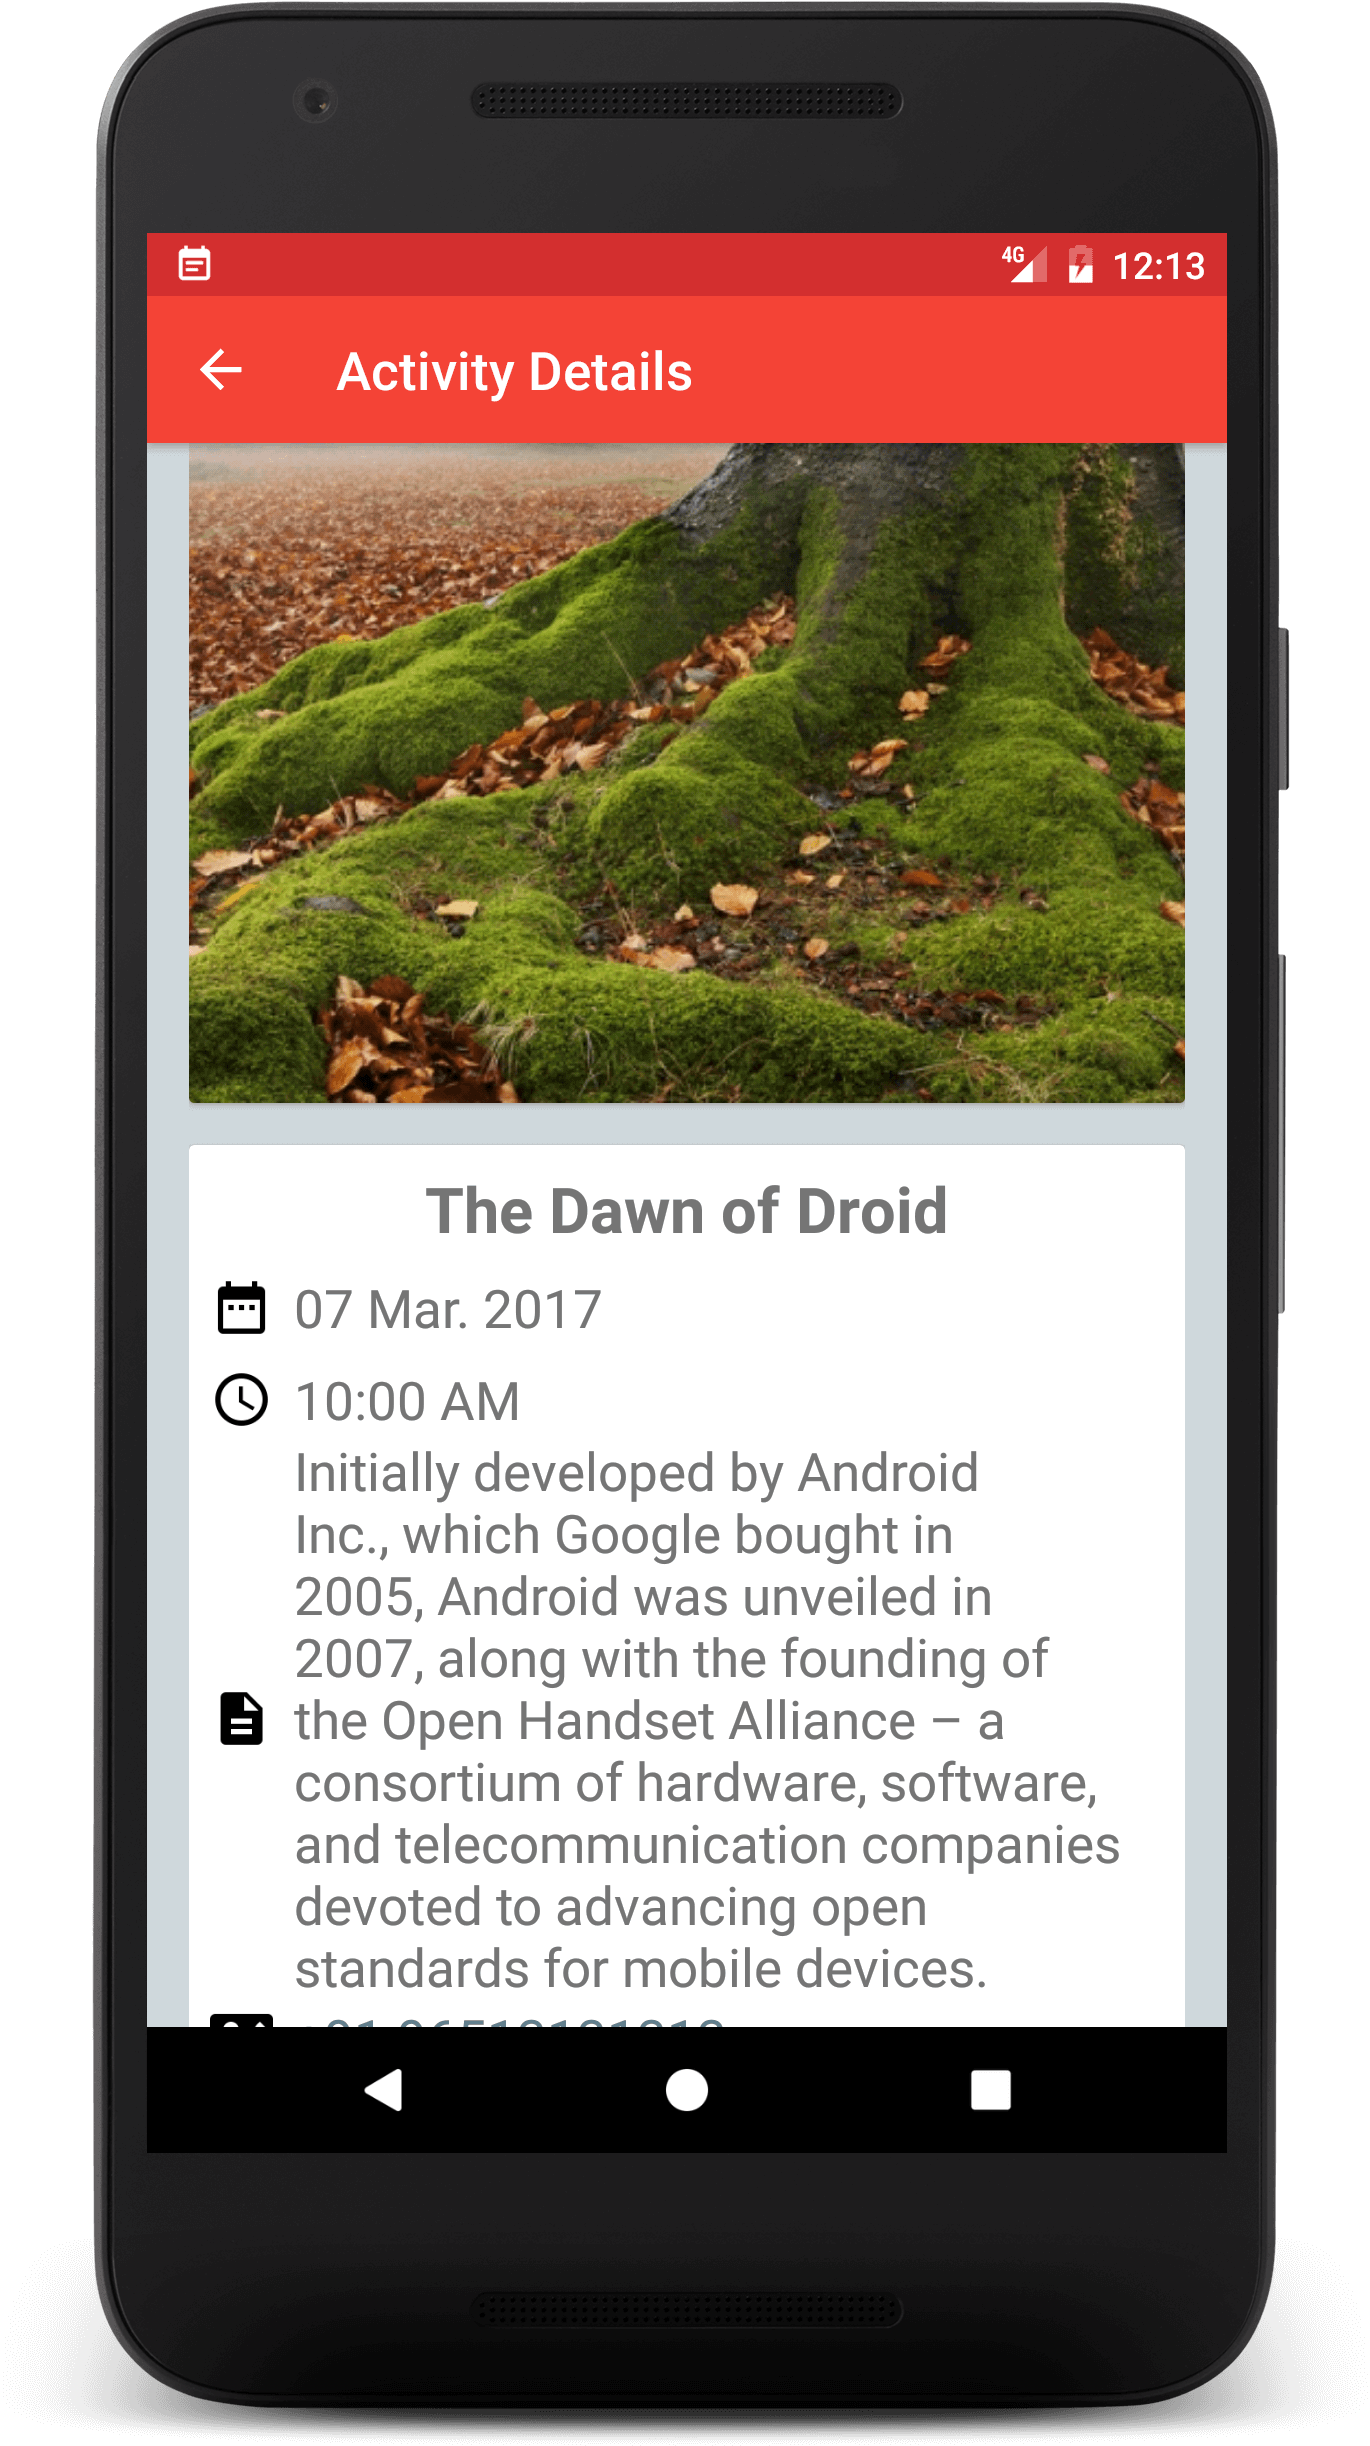 4G 12:13
Activity Details
The Dawn of Droid
07 Mar. 2017
10:00 AM
Initially developed by Android
Inc., which Google bought in
2005, Android was unveiled in
2007, along with the founding of
the Open Handset Alliance – a
consortium of hardware, software,
and telecommunication companies
devoted to advancing open
standards for mobile devices.